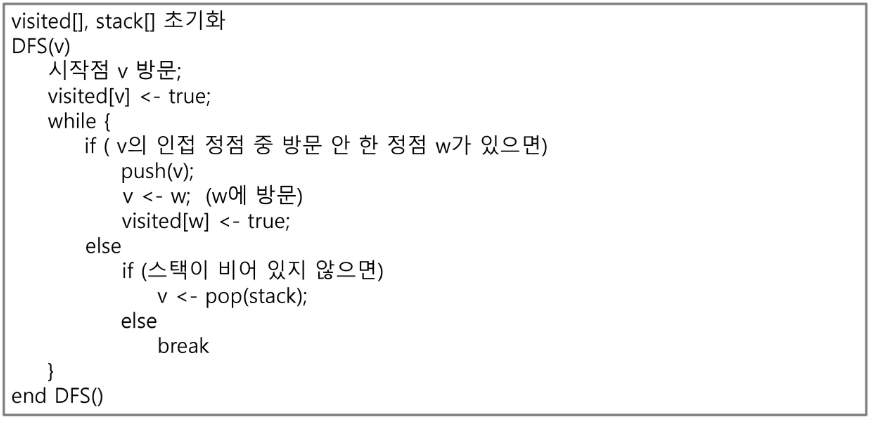 visited[], stack[] 초기화
DFS(v)
시작점 v 방문;
visited[v] <- true;
while {
if ( v의 인접 정점 중 방문 안 한 정점 w가 있으면)
push(v);
v <- w; (w에 방문)
visited[w] <- true;
else
if (스택이 비어 있지 않으면)
v <- pop(stack);
else
break
}
end DFS()